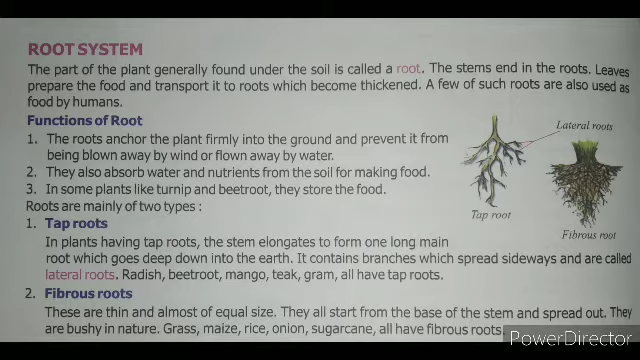 ROOT SYSTEM
The part of the plant generally found under the soil is called a root. The stems end in the roots. Leaves
prepare the food and transport it to roots which become thickened. A few of such roots are also used as
food by humans.
Functions of Root
1. The roots anchor the plant firmly into the ground and prevent it from
being blown away by wind or flown away by water.
2. They also absorb water and nutrients from the soil for making food.
3. In some plants like turnip and beetroot, they store the food.
Roots are mainly of two types :
Lateral roots
Tap root
Fibrous root
1. Tap roots
In plants having tap roots, the stem elongates to form one long main
root which goes deep down into the earth. It contains branches which spread sideways and are called
lateral roots. Radish, beetroot, mango, teak, gram, all have tap roots.
2. Fibrous roots
These are thin and almost of equal size. They all start from the base of the stem and spread out. They
are bushy in nature. Grass, maize, rice, onion, sugarcane, all have fibrous roots.
PowerDirector